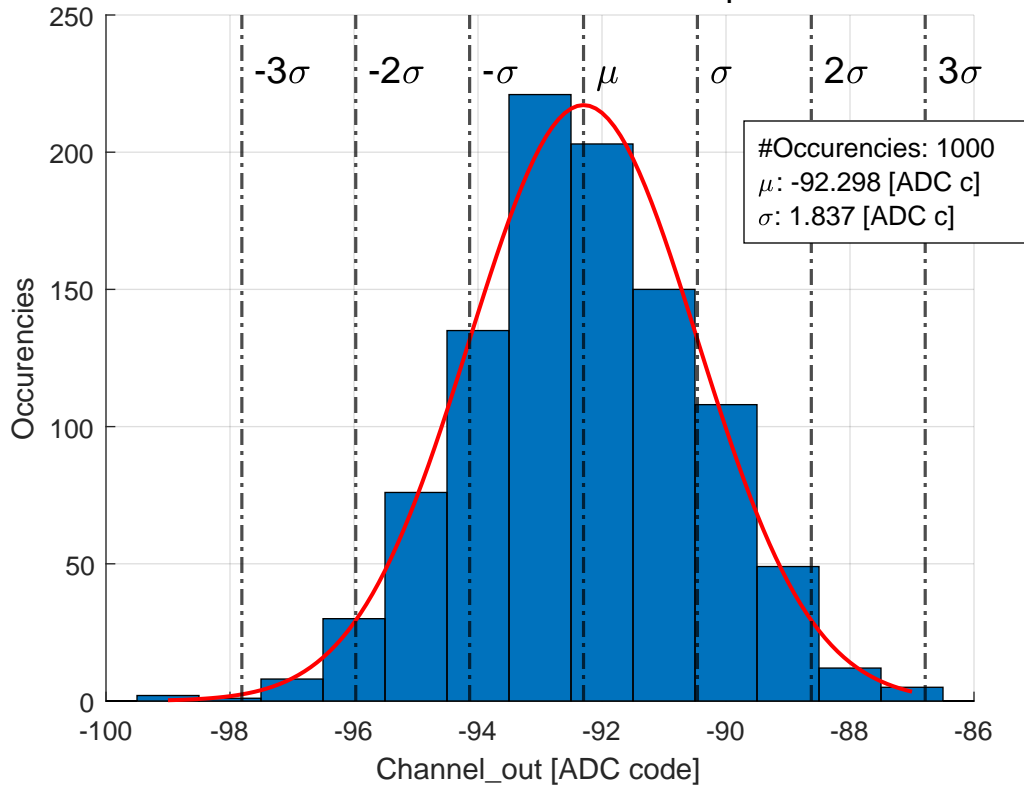 250
200
150
100
50
0
-3σ
-2σ
-σ
μ
σ
2σ
3σ
#Occurencies: 1000
μ: -92.298 [ADC c]
σ: 1.837 [ADC c]
Occurencies
-100
-98
-96
-94
-92
-90
-88
-86
Channel_out [ADC code]